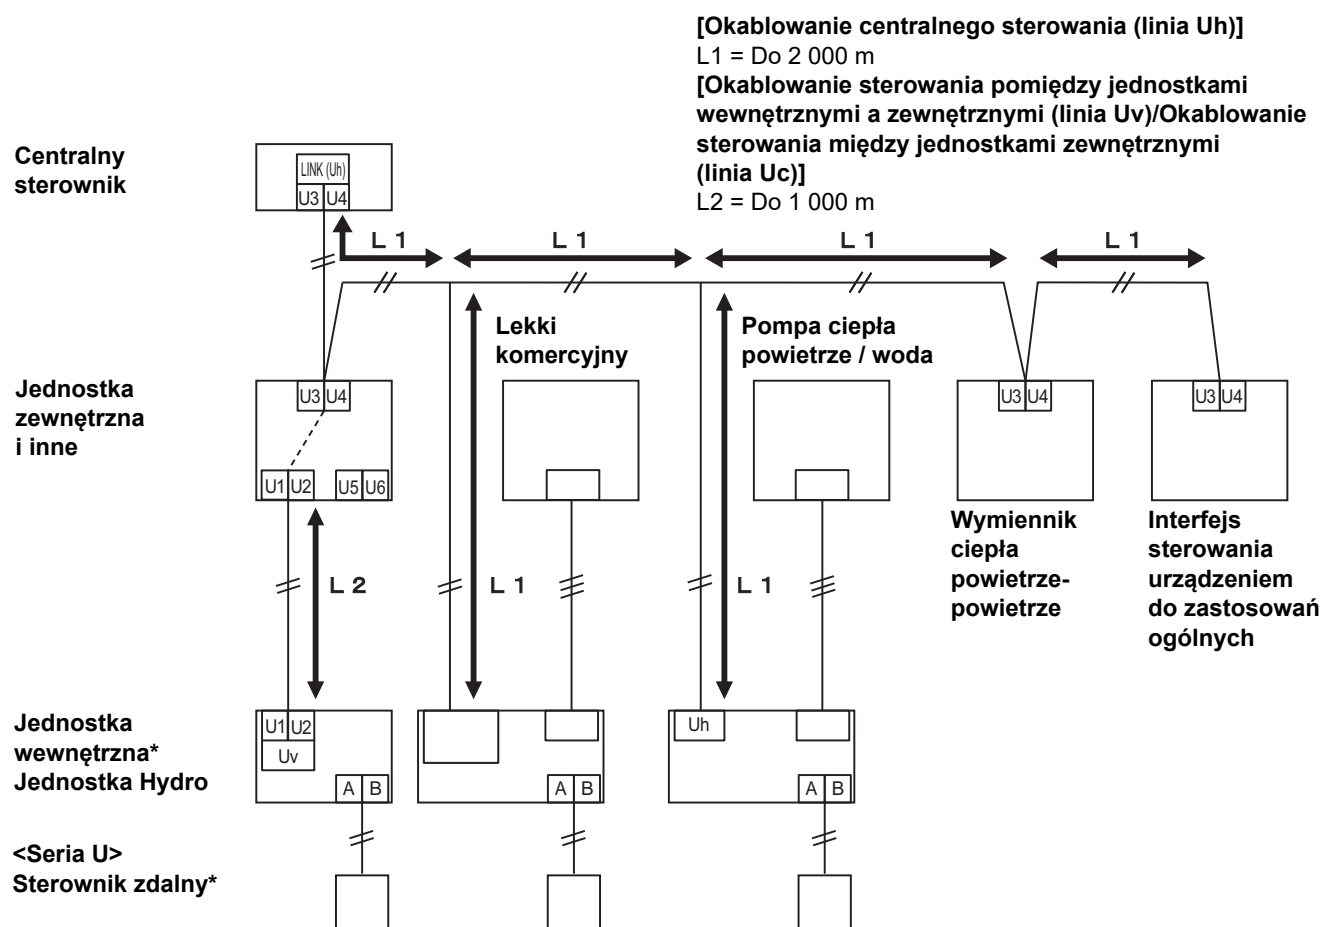 [Okablowanie centralnego sterowania (linia Uh)]
L1 = Do 2 000 m
[Okablowanie sterowania pomiędzy jednostkami
wewnętrznymi a zewnętrznymi (linia Uv)/Okablowanie
sterowania między jednostkami zewnętrznymi
(linia Uc)]
L2 = Do 1 000 m
Centralny
sterownik
LINK (Uh)
U3 U4
L 1
L 1
L 1
L 1
Lekki
komercyjny
Pompa ciepła
powietrze / woda
Jednostka
zewnętrzna
i inne
U3 U4
U1 U2
U5 U6
U3 U4
U3 U4
Wymiennik
ciepła
powietrze-
powietrze
Interfejs
sterowania
urządzeniem
do zastosowań
ogólnych
L 2
L 1
L 1
Jednostka
wewnętrzna*
Jednostka Hydro
U1 U2
Uv
A B
A B
Uh
A B
<Seria U>
Sterownik zdalny*